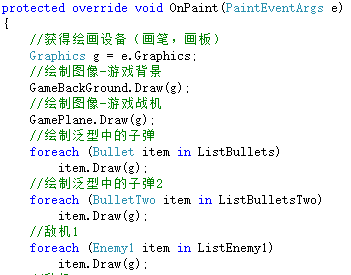 protected override void OnPaint(PaintEventArgs e)
{
//获得绘画设备（画笔，画板）
Graphics g = e.Graphics;
//绘制图像-游戏背景
GameBackGround.Draw(g);
//绘制图像-游戏战机
GamePlane.Draw(g);
//绘制泛型中的子弹
foreach (Bullet item in ListBullets)
item.Draw(g);
//绘制泛型中的子弹2
foreach (BulletTwo item in ListBulletsTwo)
item.Draw(g);
//敌机1
foreach (Enemy1 item in ListEnemy1)
item.Draw(g);